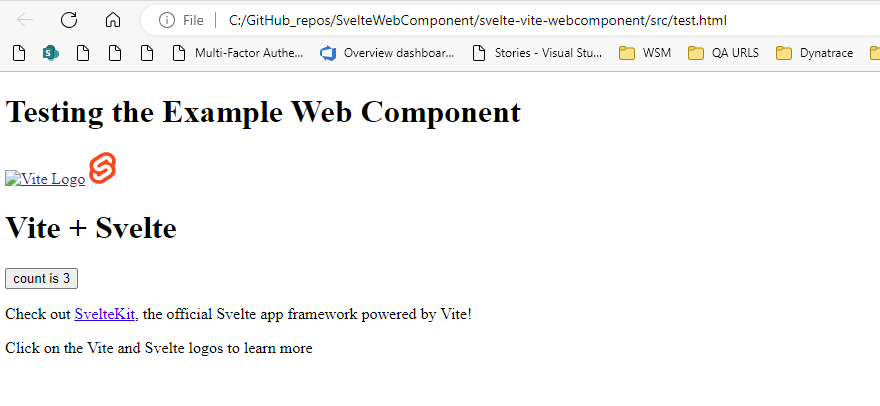 File C:/GitHub_repos/SvelteWebComponent/svelte-vite-webcomponent/src/test.html
Multi-Factor Authe... Overview dashboar... Stories - Visual Stu... WSM QA URLS Dynatrace
Testing the Example Web Component
Vite Logo
Vite + Svelte
count is 3
Check out SvelteKit, the official Svelte app framework powered by Vite!
Click on the Vite and Svelte logos to learn more